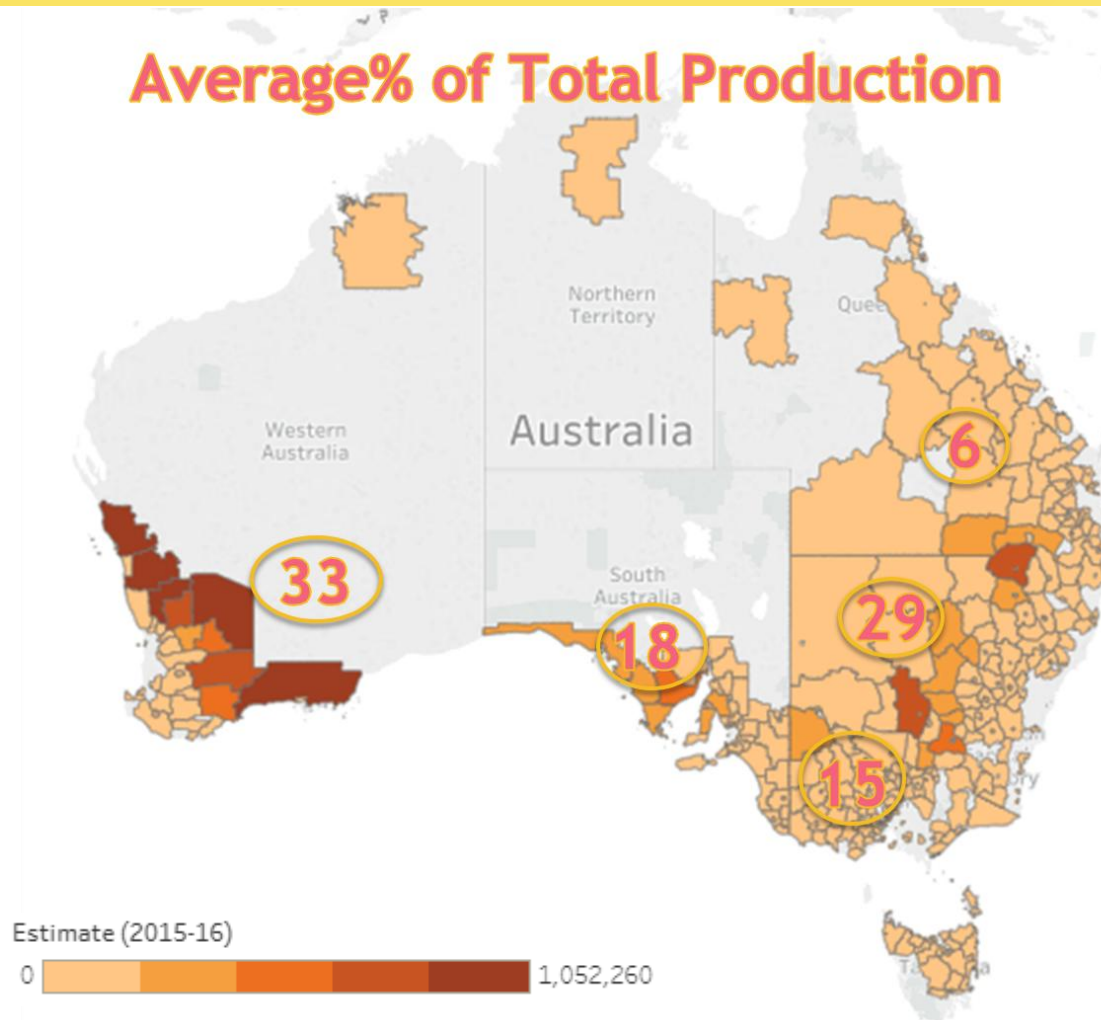 Average% of Total Production
Northern
Territory
Australia
Western
Australia
6
33
South
Australia
29
18
15
Estimate (2015-16)
0
1,052,260